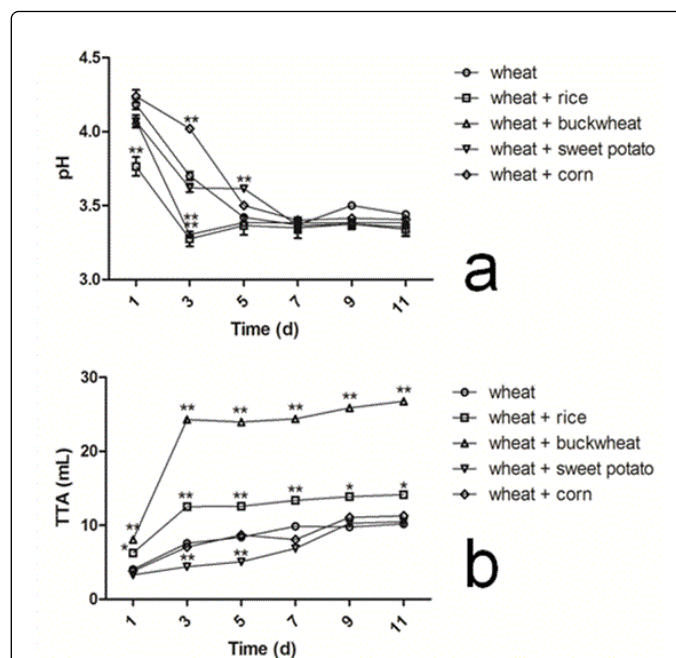 4.5
4.0
3.5
3.0
pH
**
**
**
**
**
1
3
5
7
9
11
Time (d)
wheat
wheat + rice
wheat + buckwheat
wheat + sweet potato
wheat + corn
a
30
20
10
0
TTA (mL)
**
**
**
**
**
**
*
**
**
**
*
*
**
**
1
3
5
7
9
11
Time (d)
wheat
wheat + rice
wheat + buckwheat
wheat + sweet potato
wheat + corn
b